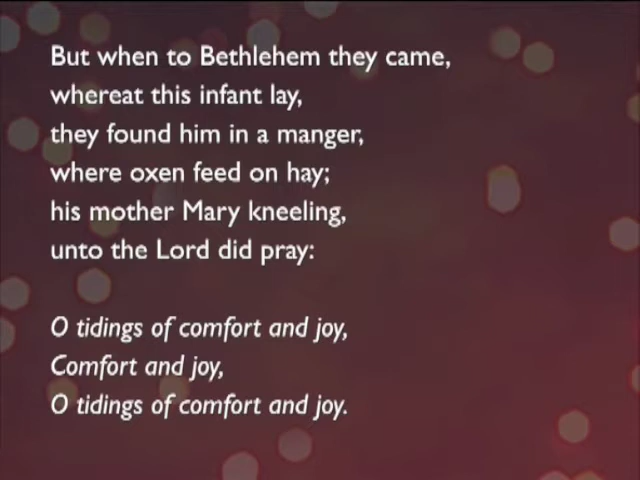 But when to Bethlehem they came,
whereat this infant lay,
they found him in a manger,
where oxen feed on hay;
his mother Mary kneeling,
unto the Lord did pray:
O tidings of comfort and joy,
Comfort and joy,
O tidings of comfort and joy.